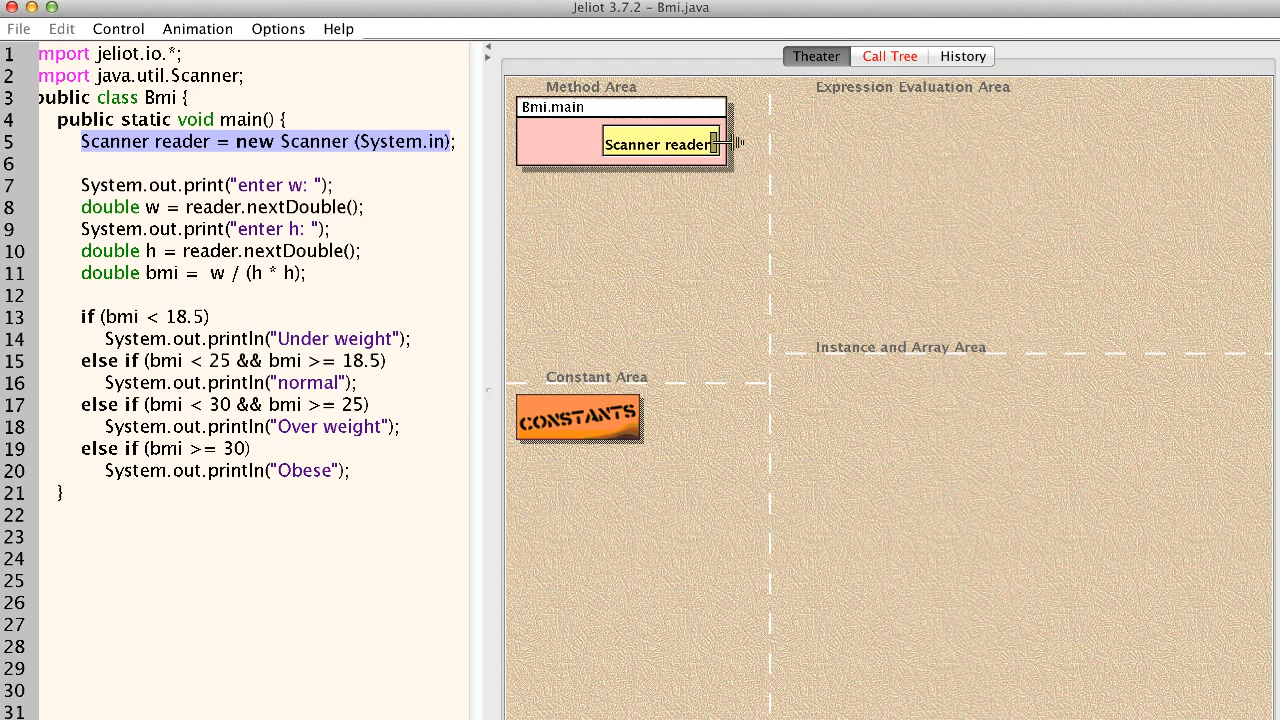 Jeliot 3.7.2 - Bmi.java
File Edit Control Animation Options Help
1 mport jeliot.io.*;
2 mport java.util.Scanner;
3 public class Bmi {
4 public static void main() {
5 Scanner reader = new Scanner (System.in);
6
7 System.out.print("enter w: ");
8 double w = reader.nextDouble();
9 System.out.print("enter h: ");
10 double h = reader.nextDouble();
11 double bmi = w / (h * h);
12
13 if (bmi < 18.5)
14 System.out.println("Under weight");
15 else if (bmi < 25 && bmi >= 18.5)
16 System.out.println("normal");
17 else if (bmi < 30 && bmi >= 25)
18 System.out.println("Over weight");
19 else if (bmi >= 30)
20 System.out.println("Obese");
21 }
22
23
24
25
26
27
28
29
30
31
Theater Call Tree History
Method Area
Bmi.main
Scanner reader
Expression Evaluation Area
Constant Area
CONSTANTS
Instance and Array Area